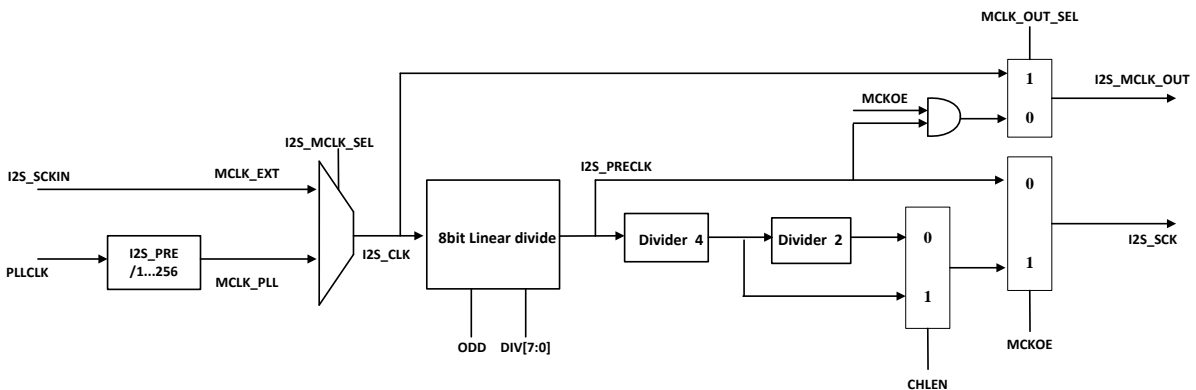 MCLK_OUT_SEL
1
I2S_MCLK_OUT
MCKOE
0
I2S_MCLK_SEL
I2S_PRECLK
I2S_SCKIN
MCLK_EXT
0
8bit Linear divide
Divider 4
Divider 2
0
I2S_SCK
I2S_CLK
I2S_PRE
/1...256
PLLCLK
MCLK_PLL
1
1
ODD
DIV[7:0]
MCKOE
CHLEN